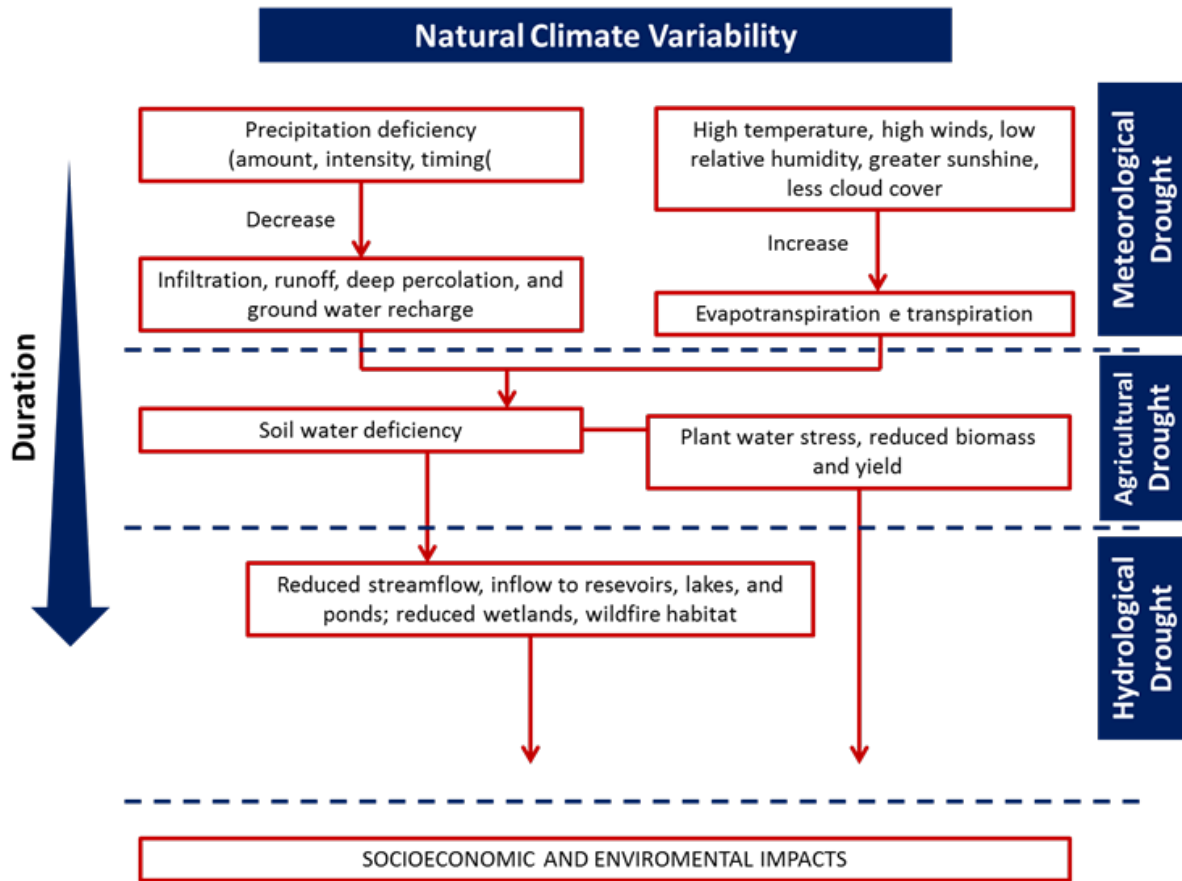 Natural Climate Variability
Precipitation deficiency
(amount, intensity, timing(
High temperature, high winds, low
relative humidity, greater sunshine,
less cloud cover
Meteorological
Drought
Decrease
Increase
Infiltration, runoff, deep percolation, and
ground water recharge
Evapotranspiration e transpiration
Duration
Soil water deficiency
Plant water stress, reduced biomass
and yield
Agricultural
Drought
Reduced streamflow, inflow to resevoirs, lakes, and
ponds; reduced wetlands, wildfire habitat
Hydrological
Drought
SOCIOECONOMIC AND ENVIROMENTAL IMPACTS